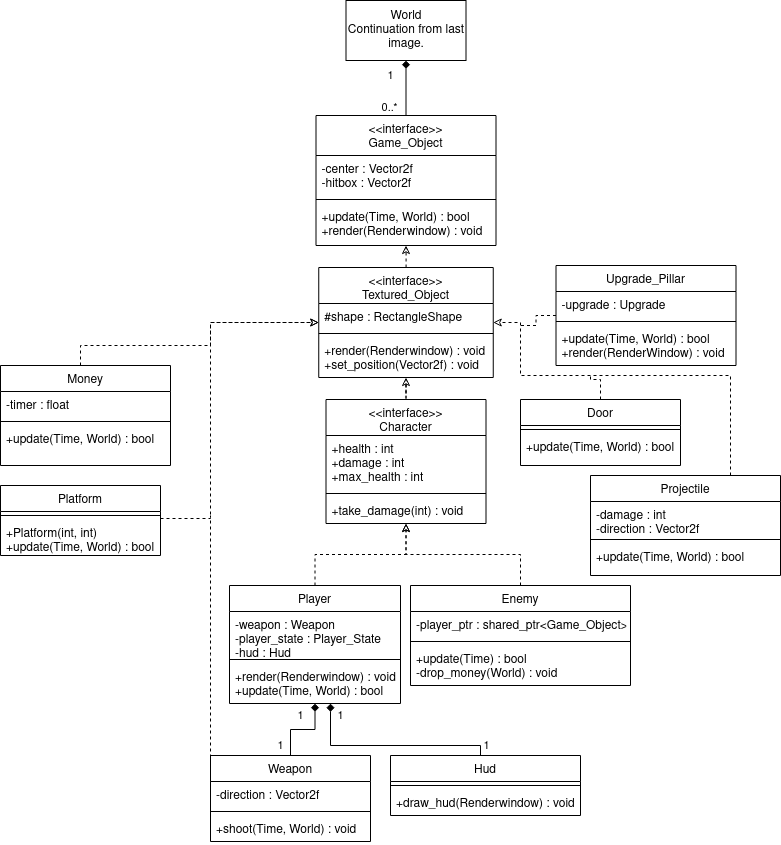 World
Continuation from last
image.
1
0..*
<<interface>>
Game_Object
-center : Vector2f
-hitbox : Vector2f
+update(Time, World) : bool
+render(Renderwindow) : void
<<interface>>
Textured_Object
#shape : RectangleShape
+render(Renderwindow) : void
+set_position(Vector2f) : void
Upgrade_Pillar
-upgrade : Upgrade
+update(Time, World) : bool
+render(RenderWindow) : void
Money
-timer : float
+update(Time, World) : bool
<<interface>>
Character
+health : int
+damage : int
+max_health : int
+take_damage(int) : void
Door
+update(Time, World) : bool
Platform
+Platform(int, int)
+update(Time, World) : bool
Projectile
-damage : int
-direction : Vector2f
+update(Time, World) : bool
Player
-weapon : Weapon
-player_state : Player_State
-hud : Hud
+render(Renderwindow) : void
+update(Time, World) : bool
Enemy
-player_ptr : shared_ptr<Game_Object>
+update(Time) : bool
-drop_money(World) : void
1
1
1
1
Weapon
-direction : Vector2f
+shoot(Time, World) : void
Hud
+draw_hud(Renderwindow) : void